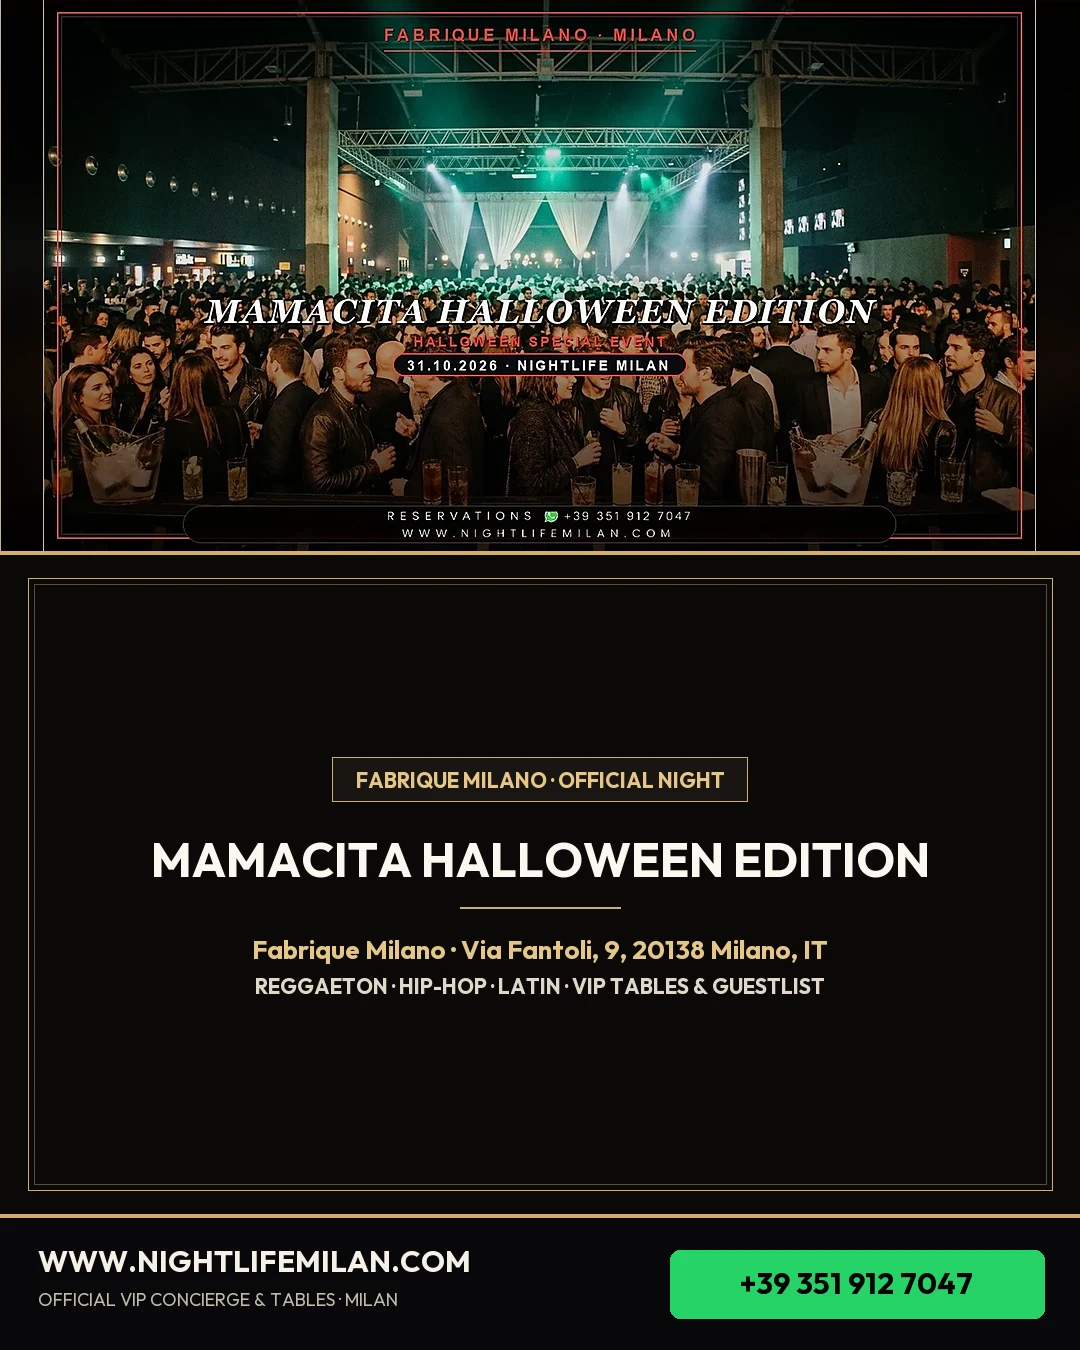 FABRIQUE MILANO · MILANO
MAMACITA HALLOWEEN EDITION
HALLOWEEN SPECIAL EVENT
31.10.2026 · NIGHTLIFE MILAN
RESERVATIONS +39 351 912 7047
WWW.NIGHTLIFEMILAN.COM
FABRIQUE MILANO · OFFICIAL NIGHT
MAMACITA HALLOWEEN EDITION
Fabrique Milano · Via Fantoli, 9, 20138 Milano, IT
REGGAETON · HIP-HOP · LATIN · VIP TABLES & GUESTLIST
WWW.NIGHTLIFEMILAN.COM
OFFICIAL VIP CONCIERGE & TABLES · MILAN
+39 351 912 7047